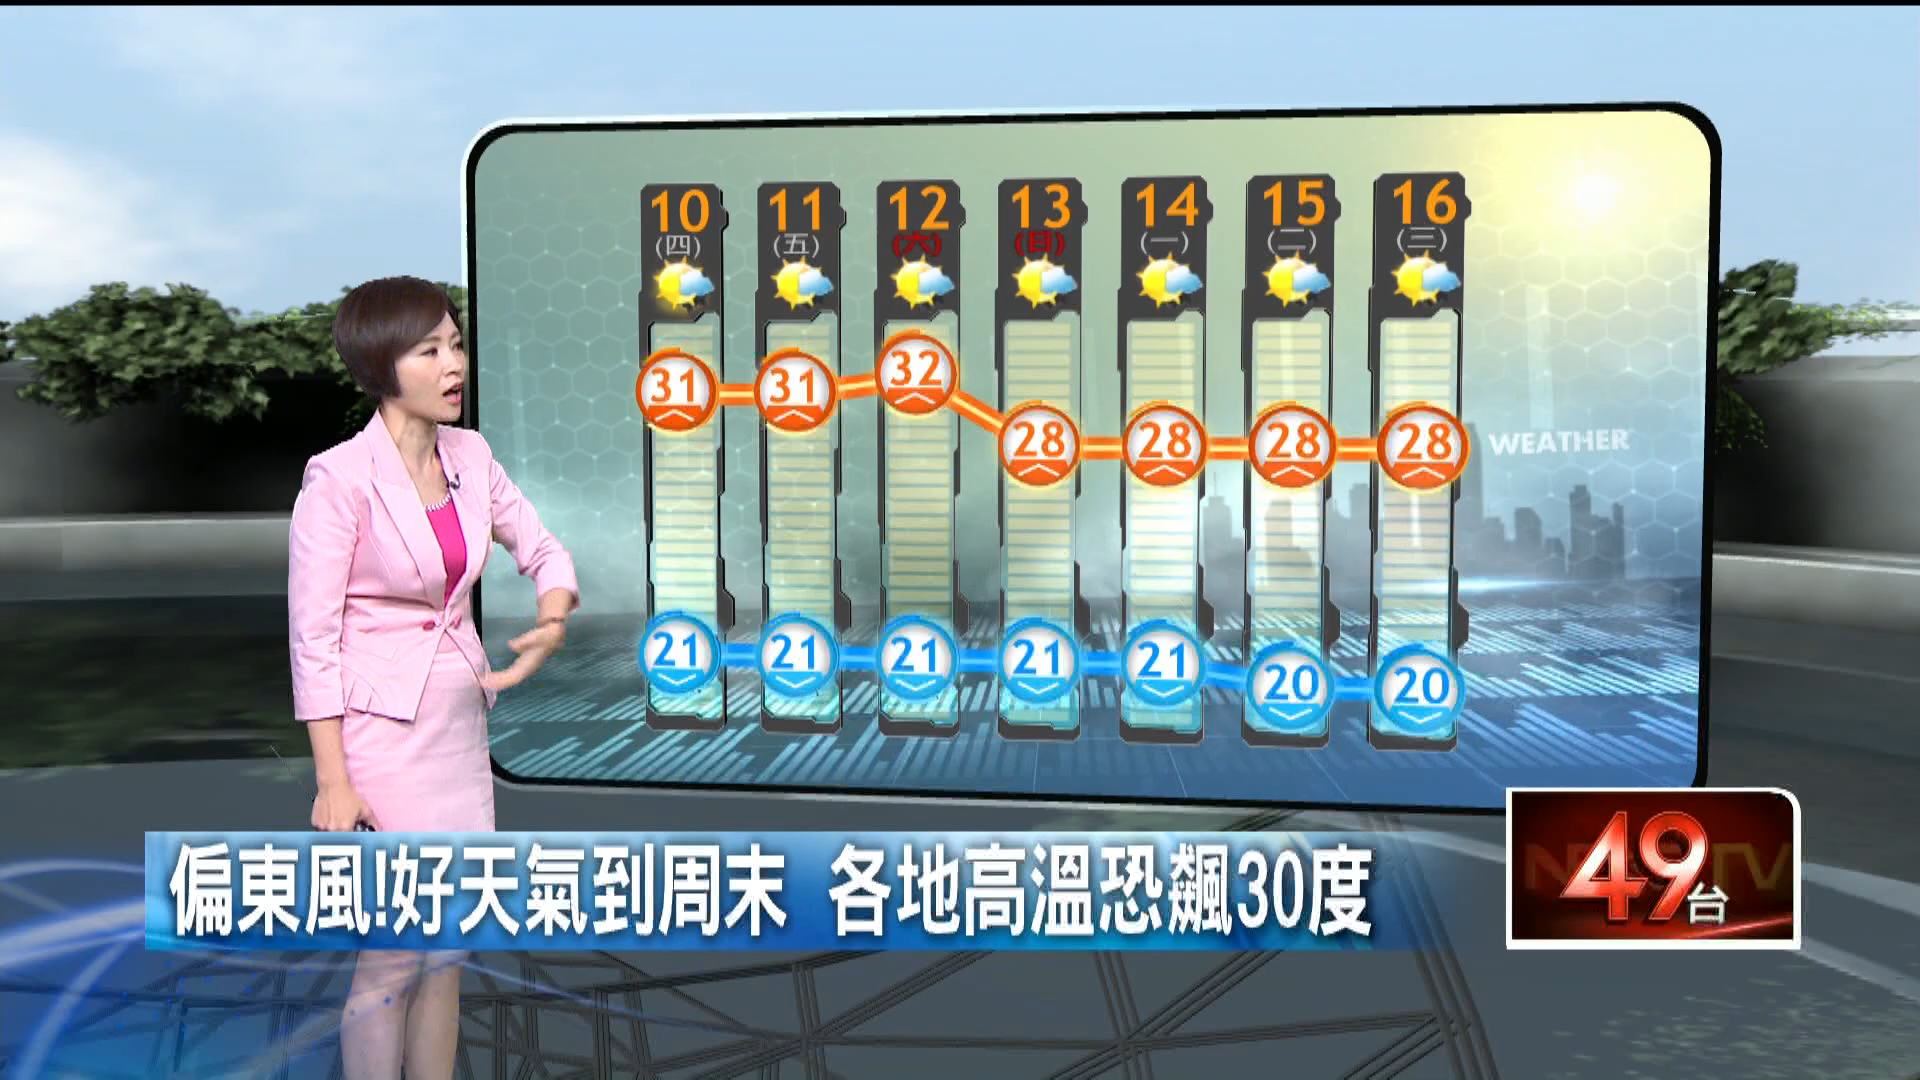 10 11 12 13 14 15 16
(四) (五) (六) (日) (一) (二) (三)
31 31 32 28 28 28 28
WEATHER
21 21 21 21 21 20 20
偏東風!好天氣到周末 各地高溫恐飆30度
49台